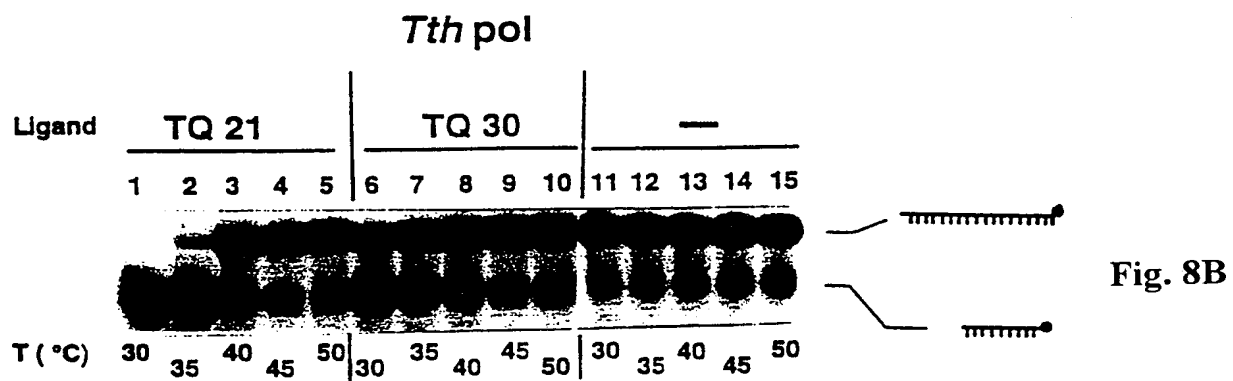 Tth pol
Ligand TQ 21 TQ 30 —
1 2 3 4 5 6 7 8 9 10 11 12 13 14 15
Fig. 8B
T (°C) 30 35 40 45 50 30 35 40 45 50 30 35 40 45 50